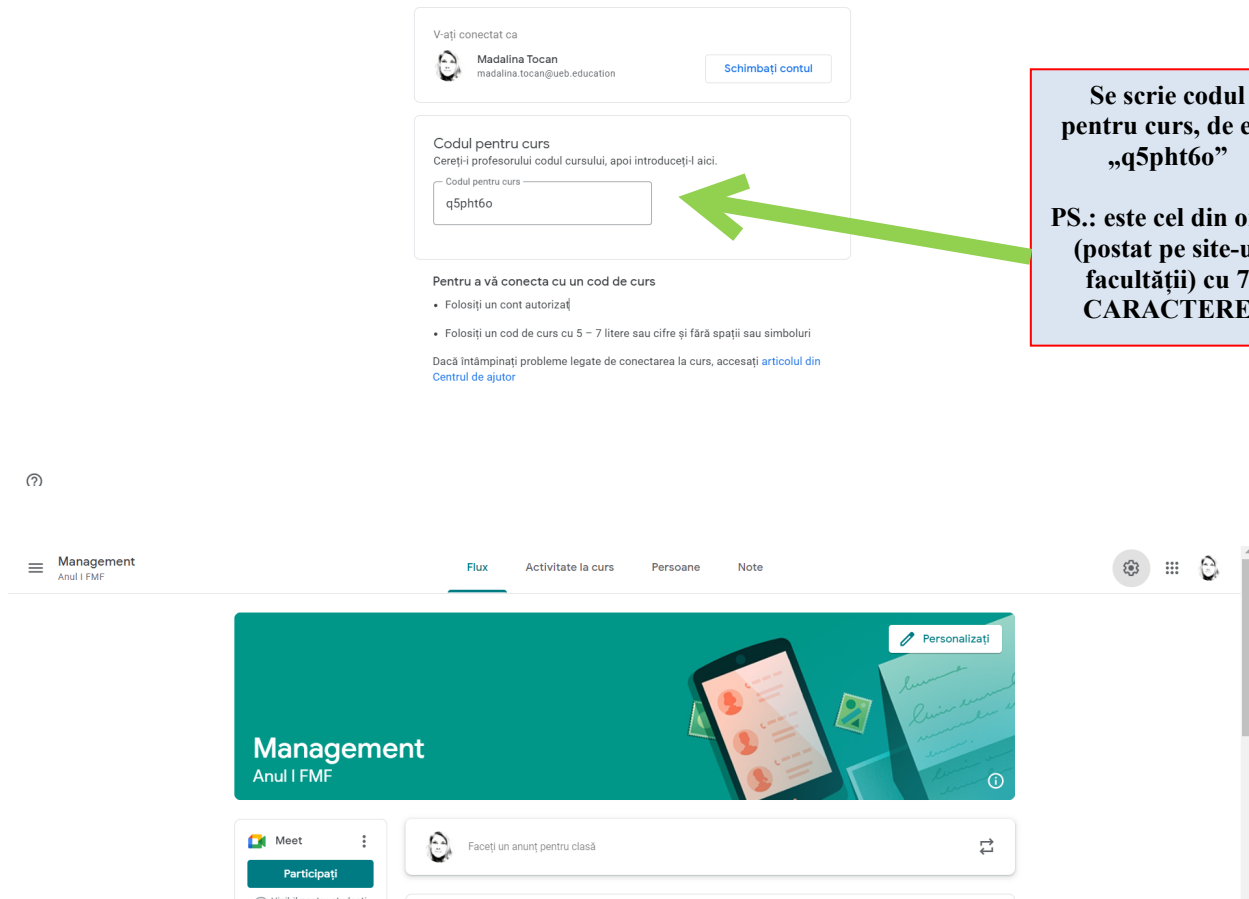 V-ați conectat ca
Madalina Tocan
madalina.tocan@ueb.education
Schimbați contul
Se scrie codul
pentru curs, de
„q5pht6o”
PS.: este cel din
(postat pe
facultății) cu 7
CARACTERE
Codul pentru curs
Cereți-i profesorului codul cursului, apoi introduceți-l aici.
Codul pentru curs
q5pht6o
Pentru a vă conecta cu un cod de curs
• Folosiți un cont autorizat
• Folosiți un cod de curs cu 5 – 7 litere sau cifre și fără spații sau simboluri
Dacă întâmpinați probleme legate de conectarea la curs, accesați articolul din
Centrul de ajutor
Management
Anul I FMF
Flux
Activitate la curs
Persoane
Note
Personalizați
Management
Anul I FMF
Meet
Participați
Faceți un anunț pentru clasă